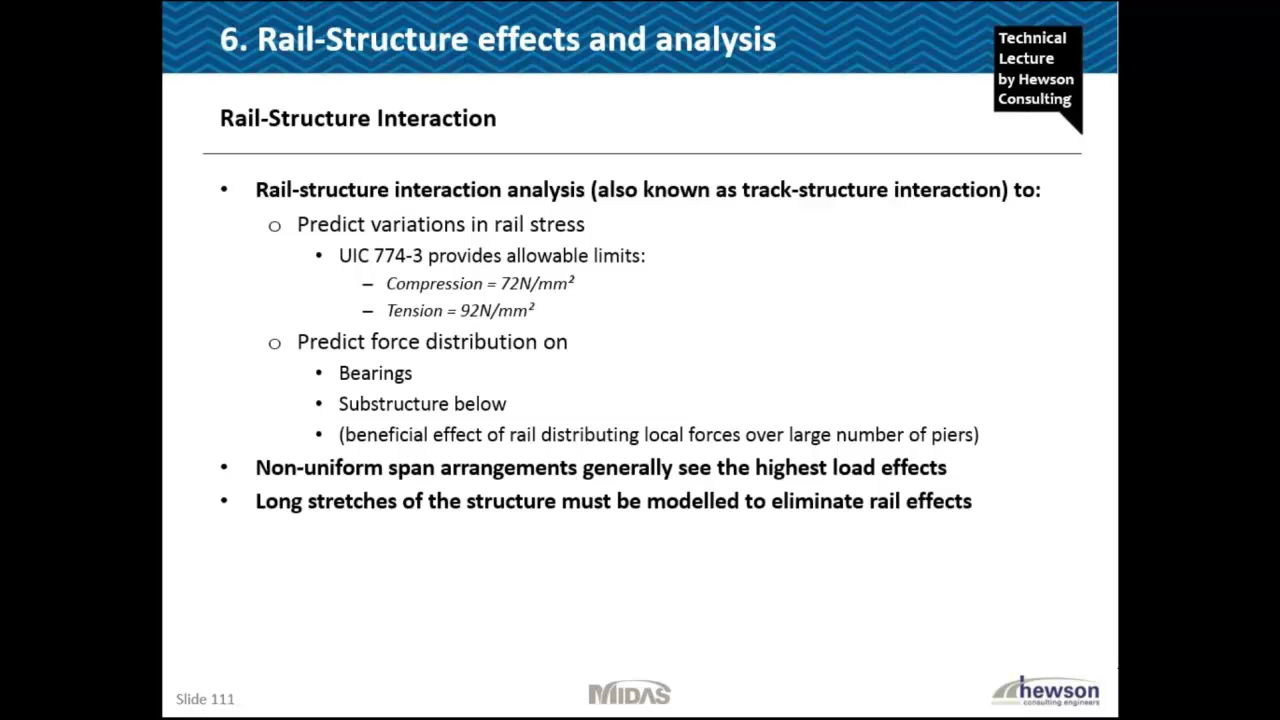 6. Rail-Structure effects and analysis
Technical
Lecture
by Hewson
Consulting
Rail-Structure Interaction
• Rail-structure interaction analysis (also known as track-structure interaction) to:
o Predict variations in rail stress
• UIC 774-3 provides allowable limits:
– Compression = 72N/mm²
– Tension = 92N/mm²
o Predict force distribution on
• Bearings
• Substructure below
• (beneficial effect of rail distributing local forces over large number of piers)
• Non-uniform span arrangements generally see the highest load effects
• Long stretches of the structure must be modelled to eliminate rail effects
Slide 111
MIDAS
hewson
consulting engineers